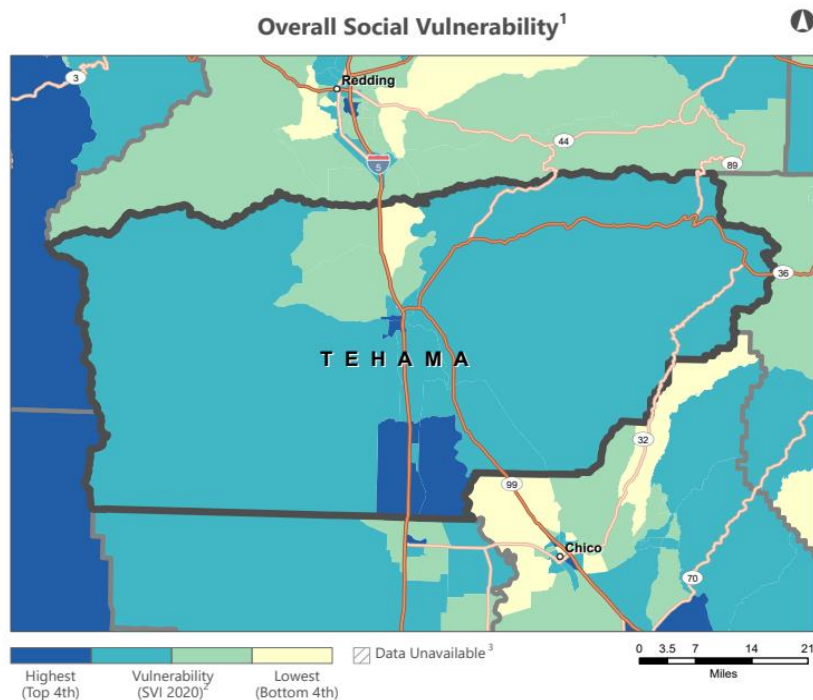 Overall Social Vulnerability¹
3
Redding
44
5
89
36
TEHAMA
32
99
Chico
70
Highest
(Top 4th)
Vulnerability
(SVI 2020)²
Lowest
(Bottom 4th)
Data Unavailable³
0 3.5 7 14 21
Miles